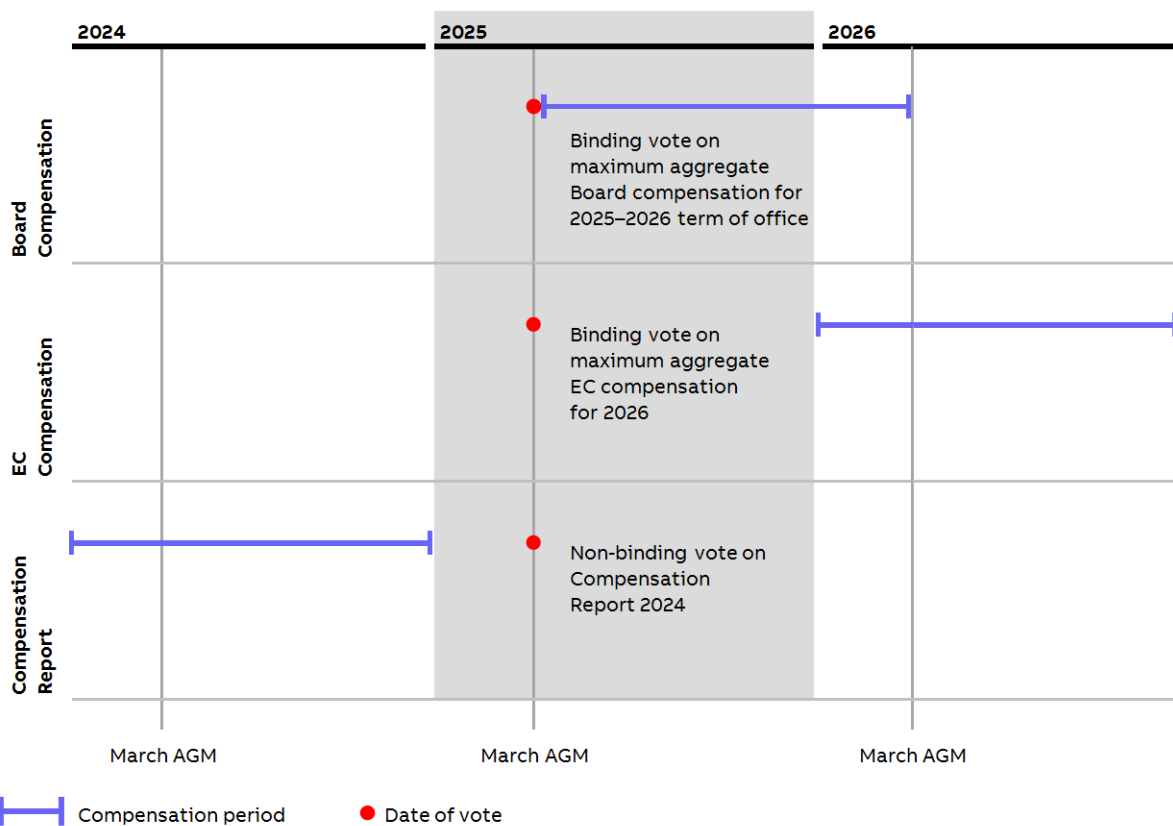 2024
2025
2026
Board
Compensation
Binding vote on
maximum aggregate
Board compensation for
2025–2026 term of office
EC
Compensation
Binding vote on
maximum aggregate
EC compensation
for 2026
Compensation
Report
Non-binding vote on
Compensation
Report 2024
March AGM
March AGM
March AGM
Compensation period
Date of vote